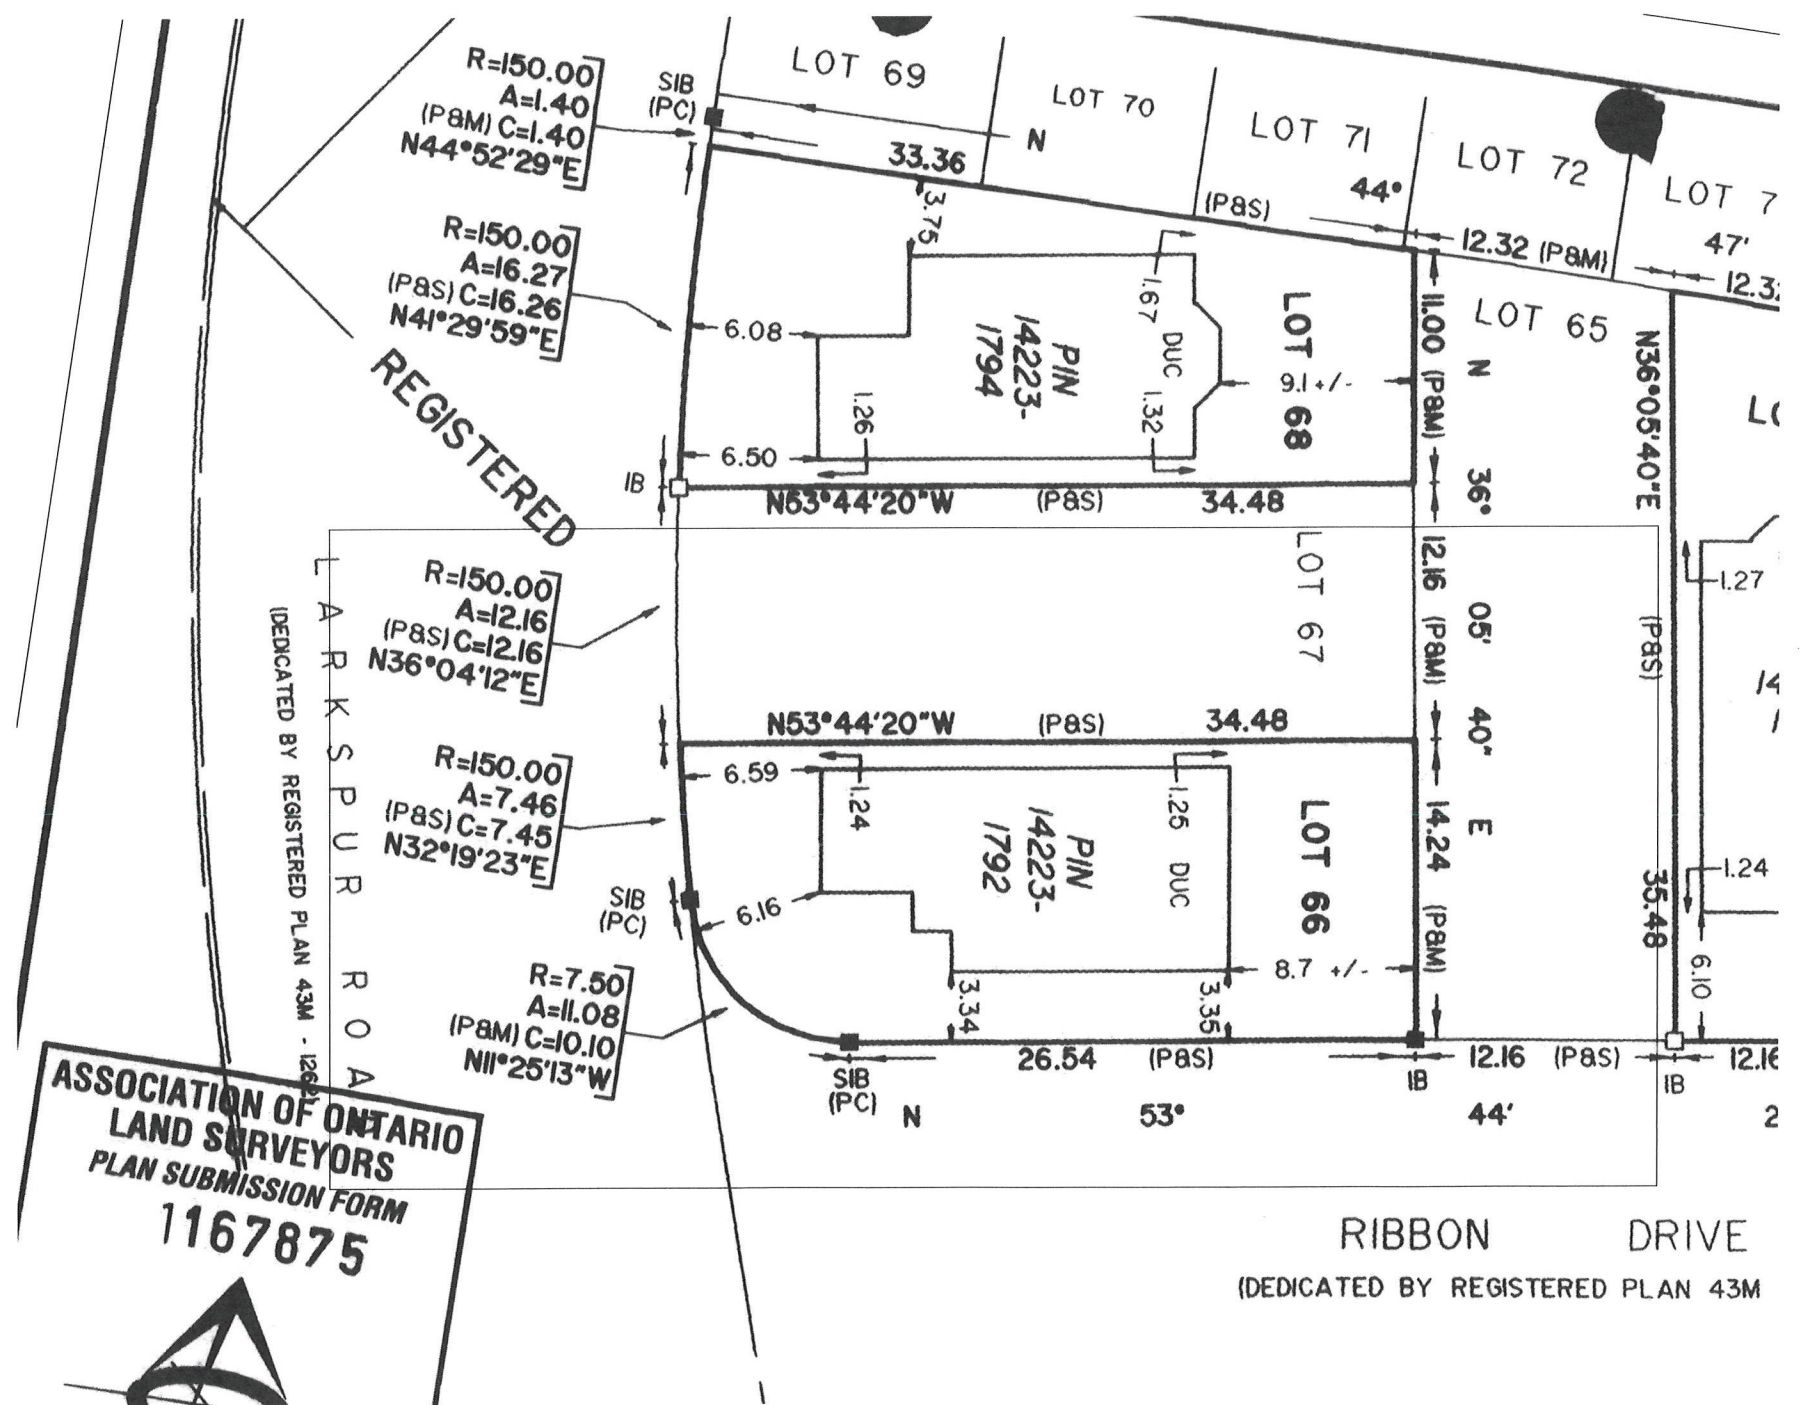 R=150.00
A=1.40
(P&M) C=1.40
N44°52'29"E
SIB
(PC)
LOT 69
LOT 70
LOT 71
LOT 72
LOT 7
N
33.36
44°
(P&S)
47'
12.32 (P&M)
12.32
R=150.00
A=16.27
(P&S) C=16.26
N41°29'59"E
3.75
6.08
1.67
DUC
PIN
14223-
1794
1.26
1.32
9.1 +/-
LOT 68
11.00 (P&M)
LOT 65
N36°05'40"E
6.50
IB
N53°44'20"W (P&S) 34.48
REGISTERED
N 36° 05' 40" E
LOT 67
12.16 (P&M)
R=150.00
A=12.16
(P&S) C=12.16
N36°04'12"E
1.27
(P&S)
N53°44'20"W (P&S) 34.48
LARKSPUR ROA
(DEDICATED BY REGISTERED PLAN 43M - 126
R=150.00
A=7.46
(P&S) C=7.45
N32°19'23"E
6.59
1.24
1.25
DUC
PIN
14223-
1792
LOT 66
14.24 (P&M)
1.24
35.48
SIB
(PC)
6.16
8.7 +/-
3.34
3.35
6.10
R=7.50
A=11.08
(P&M) C=10.10
N11°25'13"W
26.54 (P&S)
12.16 (P&S)
12.16
SIB
(PC)
IB
IB
N 53° 44' 2
ASSOCIATION OF ONTARIO
LAND SURVEYORS
PLAN SUBMISSION FORM
1167875
RIBBON DRIVE
(DEDICATED BY REGISTERED PLAN 43M